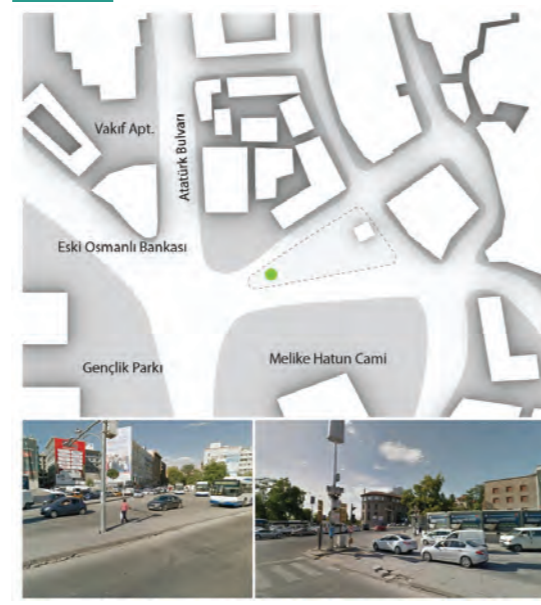 Vakıf Apt.
Atatürk Bulvarı
Eski Osmanlı Bankası
Gençlik Parkı
Melike Hatun Cami